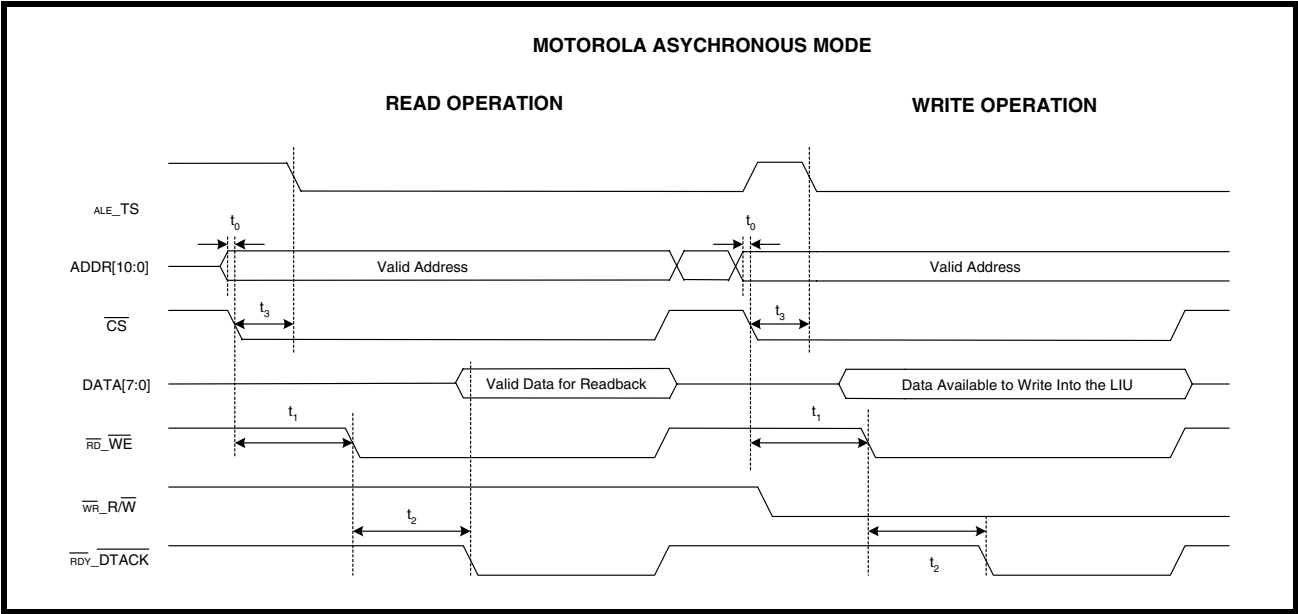 MOTOROLA ASYCHRONOUS MODE
READ OPERATION WRITE OPERATION
ALE_TS
t0 t0
ADDR[10:0] Valid Address Valid Address
CS t3 t3
DATA[7:0] Valid Data for Readback Data Available to Write Into the LIU
t1 t1
RD_WE
WR_R/W
t2
RDY_DTACK t2